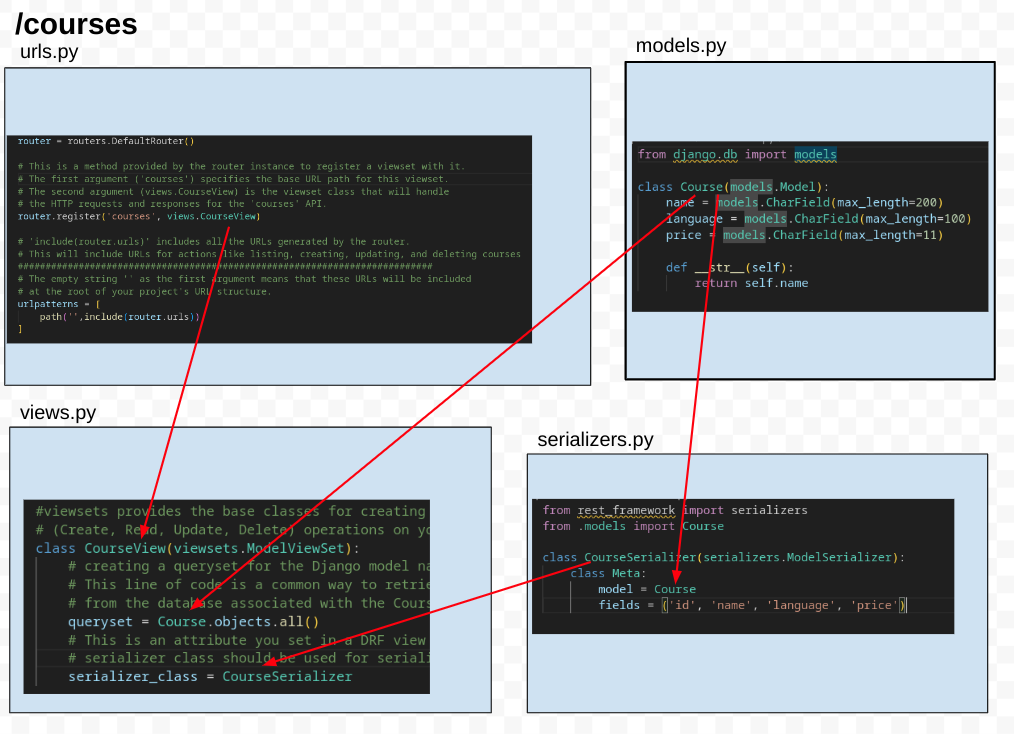 /courses
urls.py
router = routers.DefaultRouter()
# This is a method provided by the router instance to register a viewset with it.
# The first argument ('courses') specifies the base URL path for this viewset.
# The second argument (views.CourseView) is the viewset class that will handle
# the HTTP requests and responses for the 'courses' API.
router.register('courses', views.CourseView)
# 'include(router.urls)' includes all the URLs generated by the router.
# This will include URLs for actions like listing, creating, updating, and deleting courses
###########################################################################
# The empty string '' as the first argument means that these URLs will be included
# at the root of your project's URL structure.
urlpatterns = [
path('',include(router.urls))
]
models.py
from django.db import models
class Course(models.Model):
name = models.CharField(max_length=200)
language = models.CharField(max_length=100)
price = models.CharField(max_length=11)
def __str__(self):
return self.name
views.py
#viewsets provides the base classes for creating
# (Create, Read, Update, Delete) operations on
class CourseView(viewsets.ModelViewSet):
# creating a queryset for the Django model
# This line of code is a common way to
# from the database associated with the
queryset = Course.objects.all()
# This is an attribute you set in a DRF view
# serializer class should be used for
serializer_class = CourseSerializer
serializers.py
from rest_framework import serializers
from .models import Course
class CourseSerializer(serializers.ModelSerializer):
class Meta:
model = Course
fields = ('id', 'name', 'language', 'price')